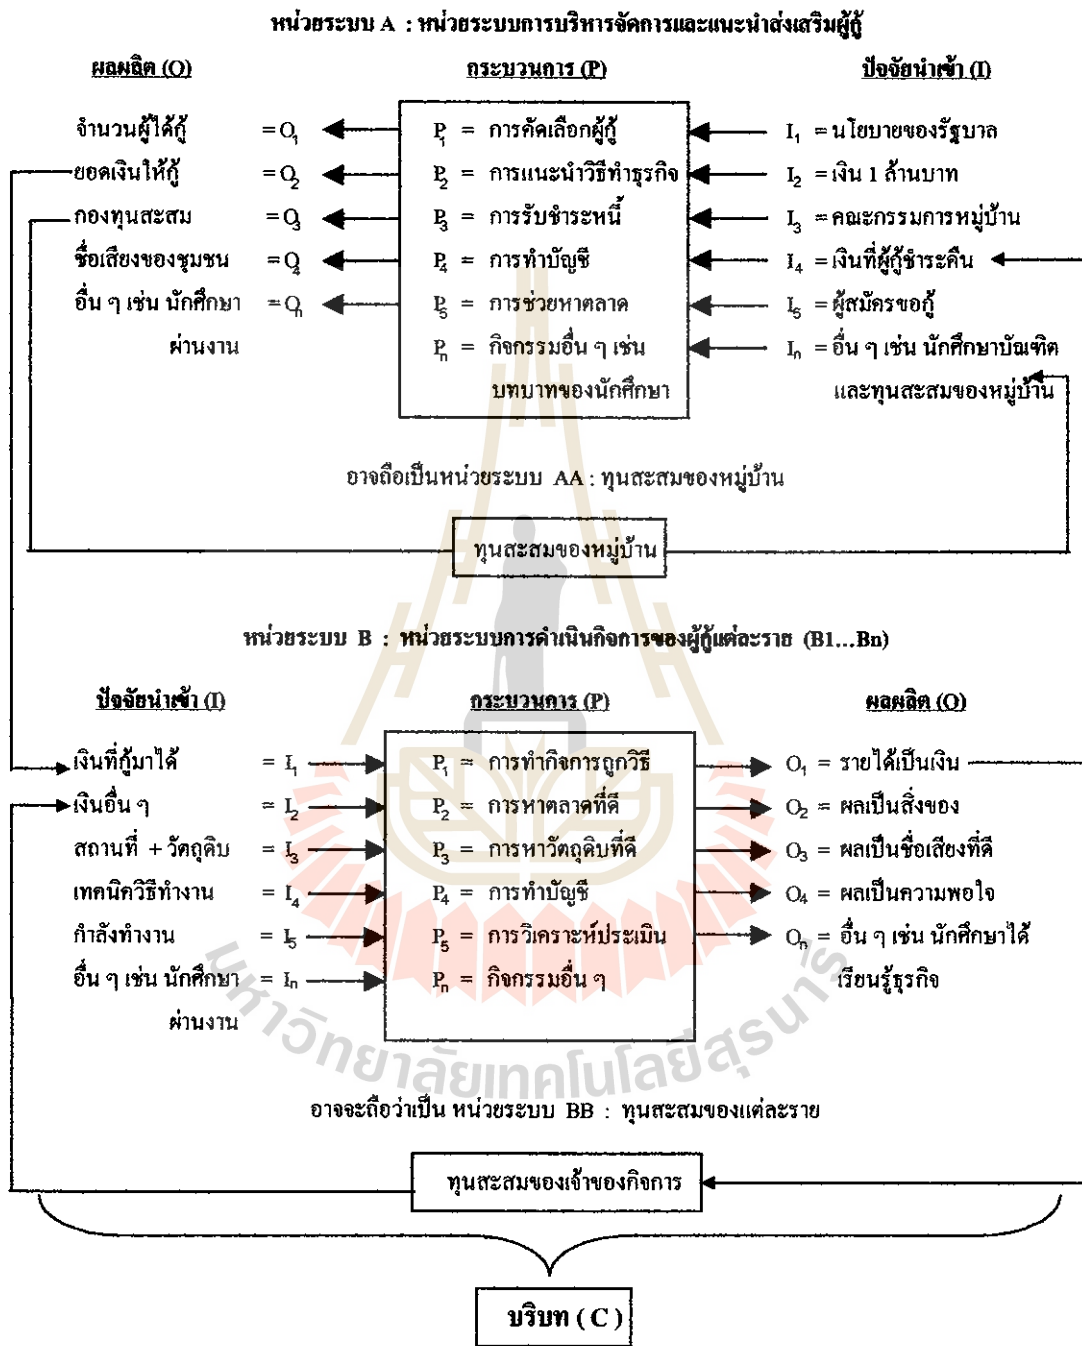 หน่วยระบบ A : หน่วยระบบการบริหารจัดการและแนะนำส่งเสริมผู้กู้
ผลผลิต (O) กระบวนการ (P) ปัจจัยนำเข้า (I)
จำนวนผู้ได้กู้ = O1 P1 = การคัดเลือกผู้กู้ I1 = นโยบายของรัฐบาล
ยอดเงินให้กู้ = O2 P2 = การแนะนำวิธีทำธุรกิจ I2 = เงิน 1 ล้านบาท
กองทุนสะสม = O3 P3 = การรับชำระหนี้ I3 = คณะกรรมการหมู่บ้าน
ชื่อเสียงของชุมชน = O4 P4 = การทำบัญชี I4 = เงินที่ผู้กู้ชำระคืน
อื่น ๆ เช่น นักศึกษา = On P5 = การช่วยหาตลาด I5 = ผู้สมัครขอกู้
ผ่านงาน Pn = กิจกรรมอื่น ๆ เช่น In = อื่น ๆ เช่น นักศึกษาบัณฑิต
บทบาทของนักศึกษา และทุนสะสมของหมู่บ้าน
อาจถือเป็นหน่วยระบบ AA : ทุนสะสมของหมู่บ้าน
ทุนสะสมของหมู่บ้าน
หน่วยระบบ B : หน่วยระบบการดำเนินกิจการของผู้กู้แต่ละราย (B1...Bn)
ปัจจัยนำเข้า (I) กระบวนการ (P) ผลผลิต (O)
เงินที่กู้มาได้ = I1 P1 = การทำกิจการถูกวิธี O1 = รายได้เป็นเงิน
เงินอื่น ๆ = I2 P2 = การหาตลาดที่ดี O2 = ผลเป็นสิ่งของ
สถานที่ + วัตถุดิบ = I3 P3 = การหาวัตถุดิบที่ดี O3 = ผลเป็นชื่อเสียงที่ดี
เทคนิควิธีทำงาน = I4 P4 = การทำบัญชี O4 = ผลเป็นความพอใจ
กำลังทำงาน = I5 P5 = การวิเคราะห์ประเมิน On = อื่น ๆ เช่น นักศึกษาได้
อื่น ๆ เช่น นักศึกษา = In Pn = กิจกรรมอื่น ๆ เรียนรู้ธุรกิจ
ผ่านงาน
มหาวิทยาลัยเทคโนโลยีสุรนารี
อาจจะถือว่าเป็น หน่วยระบบ BB : ทุนสะสมของแต่ละราย
ทุนสะสมของเจ้าของกิจการ
บริบท ( C )